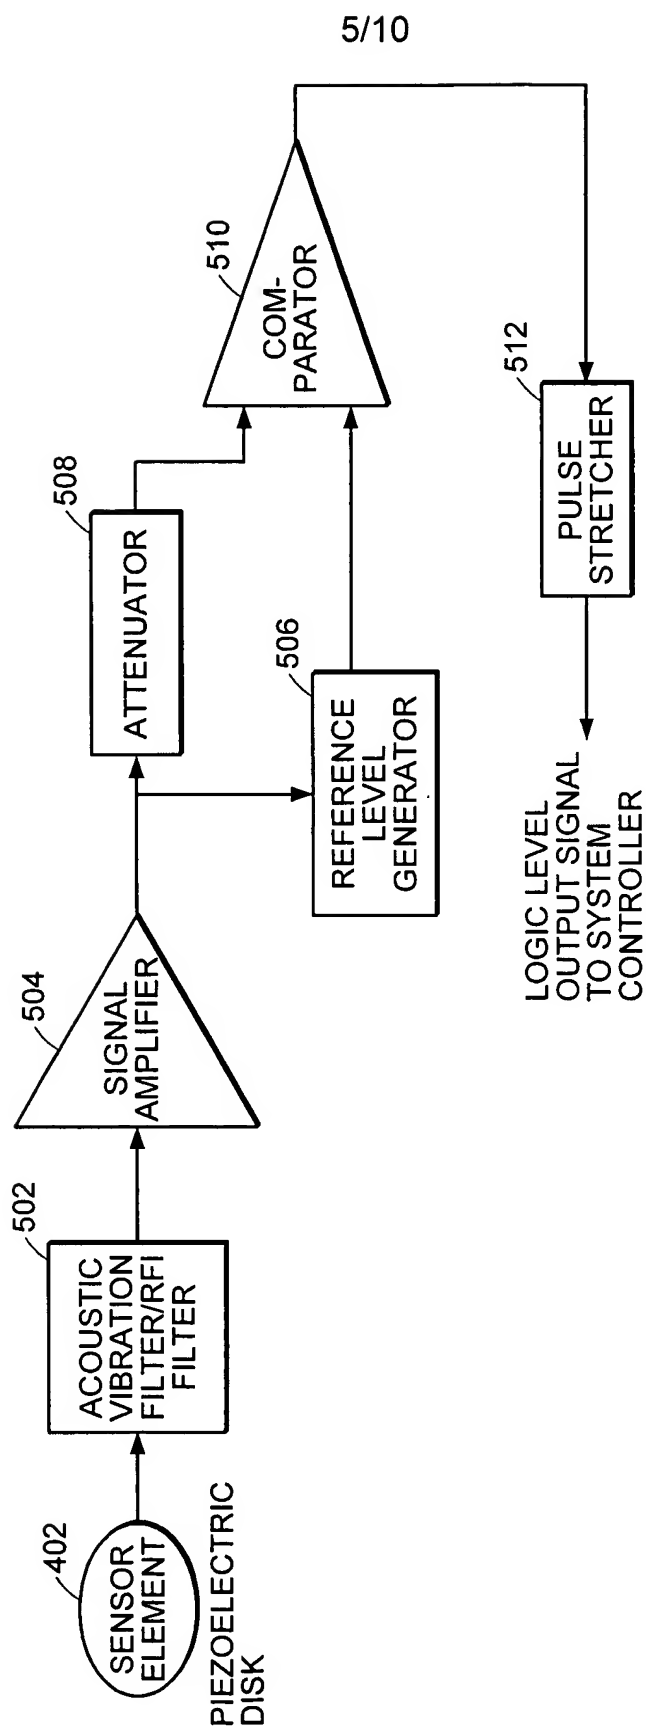 5/10
402
SENSOR
ELEMENT
PIEZOELECTRIC
DISK
502
ACOUSTIC
VIBRATION
FILTER/RFI
FILTER
504
SIGNAL
AMPLIFIER
508
ATTENUATOR
506
REFERENCE
LEVEL
GENERATOR
510
COM-
PARATOR
512
PULSE
STRETCHER
LOGIC LEVEL
OUTPUT SIGNAL
TO SYSTEM
CONTROLLER